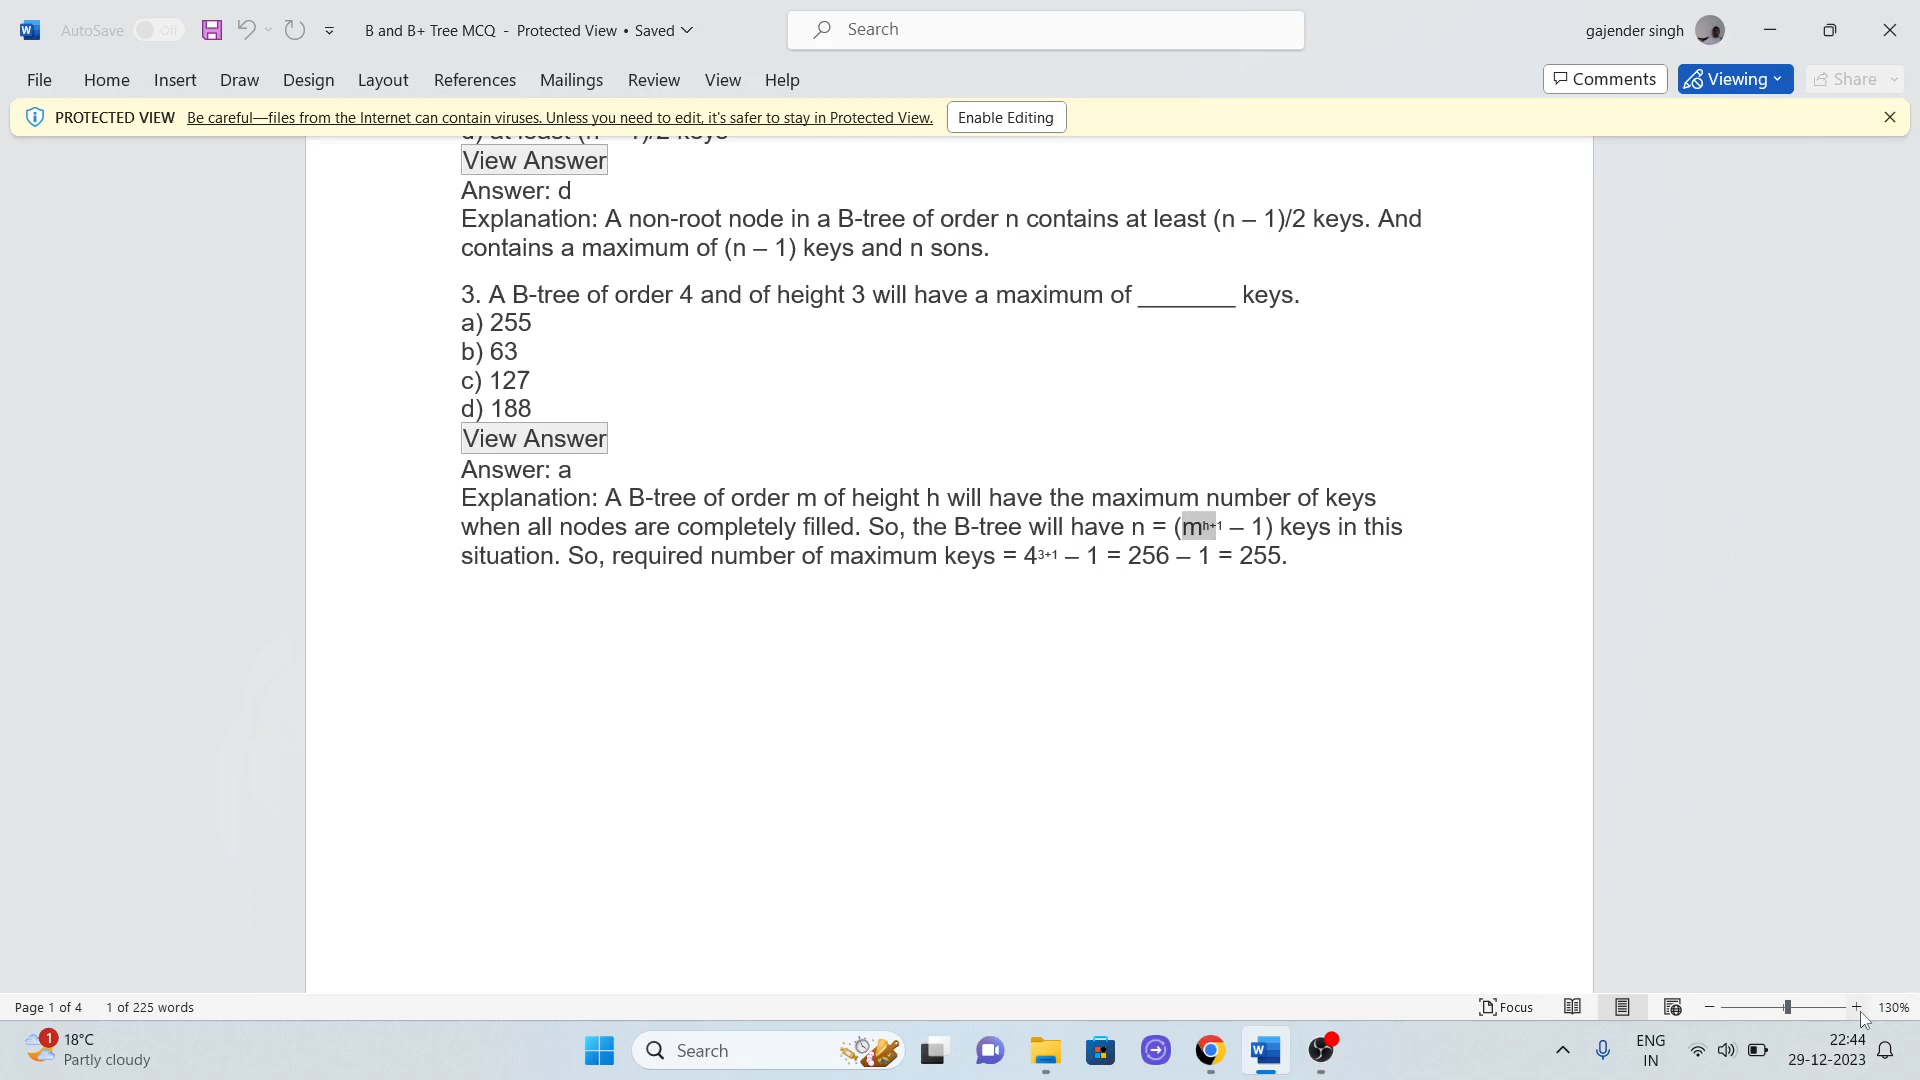 AutoSave Off B and B+ Tree MCQ - Protected View • Saved Search gajender singh
File Home Insert Draw Design Layout References Mailings Review View Help Comments Viewing Share
PROTECTED VIEW Be careful—files from the Internet can contain viruses. Unless you need to edit, it's safer to stay in Protected View. Enable Editing
d) at least (n – 1)/2 keys
View Answer
Answer: d
Explanation: A non-root node in a B-tree of order n contains at least (n – 1)/2 keys. And
contains a maximum of (n – 1) keys and n sons.
3. A B-tree of order 4 and of height 3 will have a maximum of _______ keys.
a) 255
b) 63
c) 127
d) 188
View Answer
Answer: a
Explanation: A B-tree of order m of height h will have the maximum number of keys
when all nodes are completely filled. So, the B-tree will have n = (mʰ⁺¹ – 1) keys in this
situation. So, required number of maximum keys = 4³⁺¹ – 1 = 256 – 1 = 255.
Page 1 of 4 1 of 225 words Focus 130%
1 18°C
Partly cloudy
Search
ENG
IN
22:44
29-12-2023